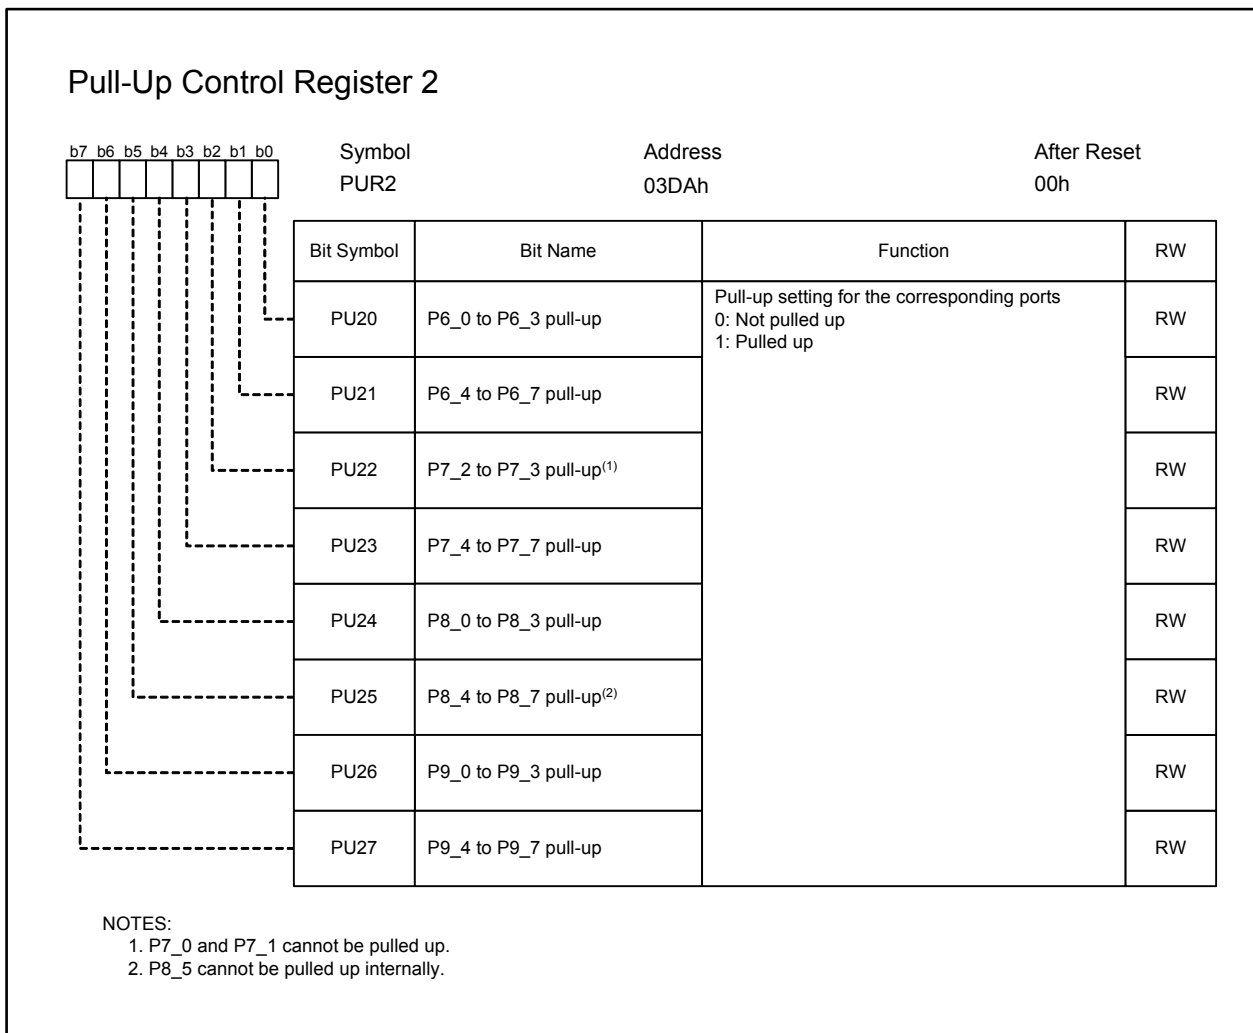 Pull-Up Control Register 2
b7 b6 b5 b4 b3 b2 b1 b0
Symbol Address After Reset
PUR2 03DAh 00h
Bit Symbol Bit Name Function RW
PU20 P6_0 to P6_3 pull-up Pull-up setting for the corresponding ports RW
0: Not pulled up
1: Pulled up
PU21 P6_4 to P6_7 pull-up RW
PU22 P7_2 to P7_3 pull-up(1) RW
PU23 P7_4 to P7_7 pull-up RW
PU24 P8_0 to P8_3 pull-up RW
PU25 P8_4 to P8_7 pull-up(2) RW
PU26 P9_0 to P9_3 pull-up RW
PU27 P9_4 to P9_7 pull-up RW
NOTES:
1. P7_0 and P7_1 cannot be pulled up.
2. P8_5 cannot be pulled up internally.